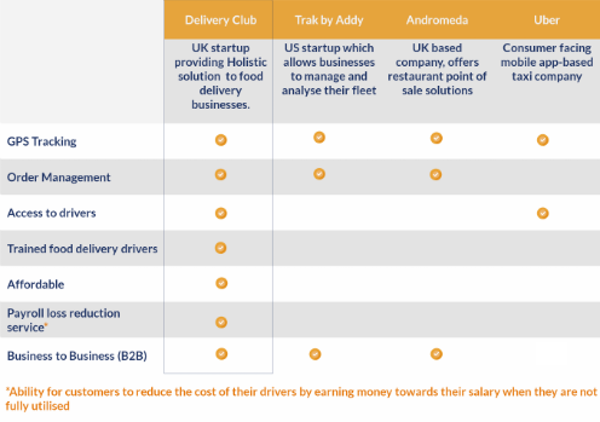 Delivery Club Trak by Addy Andromeda Uber
UK startup
providing Holistic
solution to food
delivery
businesses.
US startup which
allows businesses
to manage and
analyse their fleet
UK based
company, offers
restaurant point of
sale solutions
Consumer facing
mobile app-based
taxi company
GPS Tracking
Order Management
Access to drivers
Trained food delivery drivers
Affordable
Payroll loss reduction
service*
Business to Business (B2B)
*Ability for customers to reduce the cost of their drivers by earning money towards their salary when they are not
fully utilised